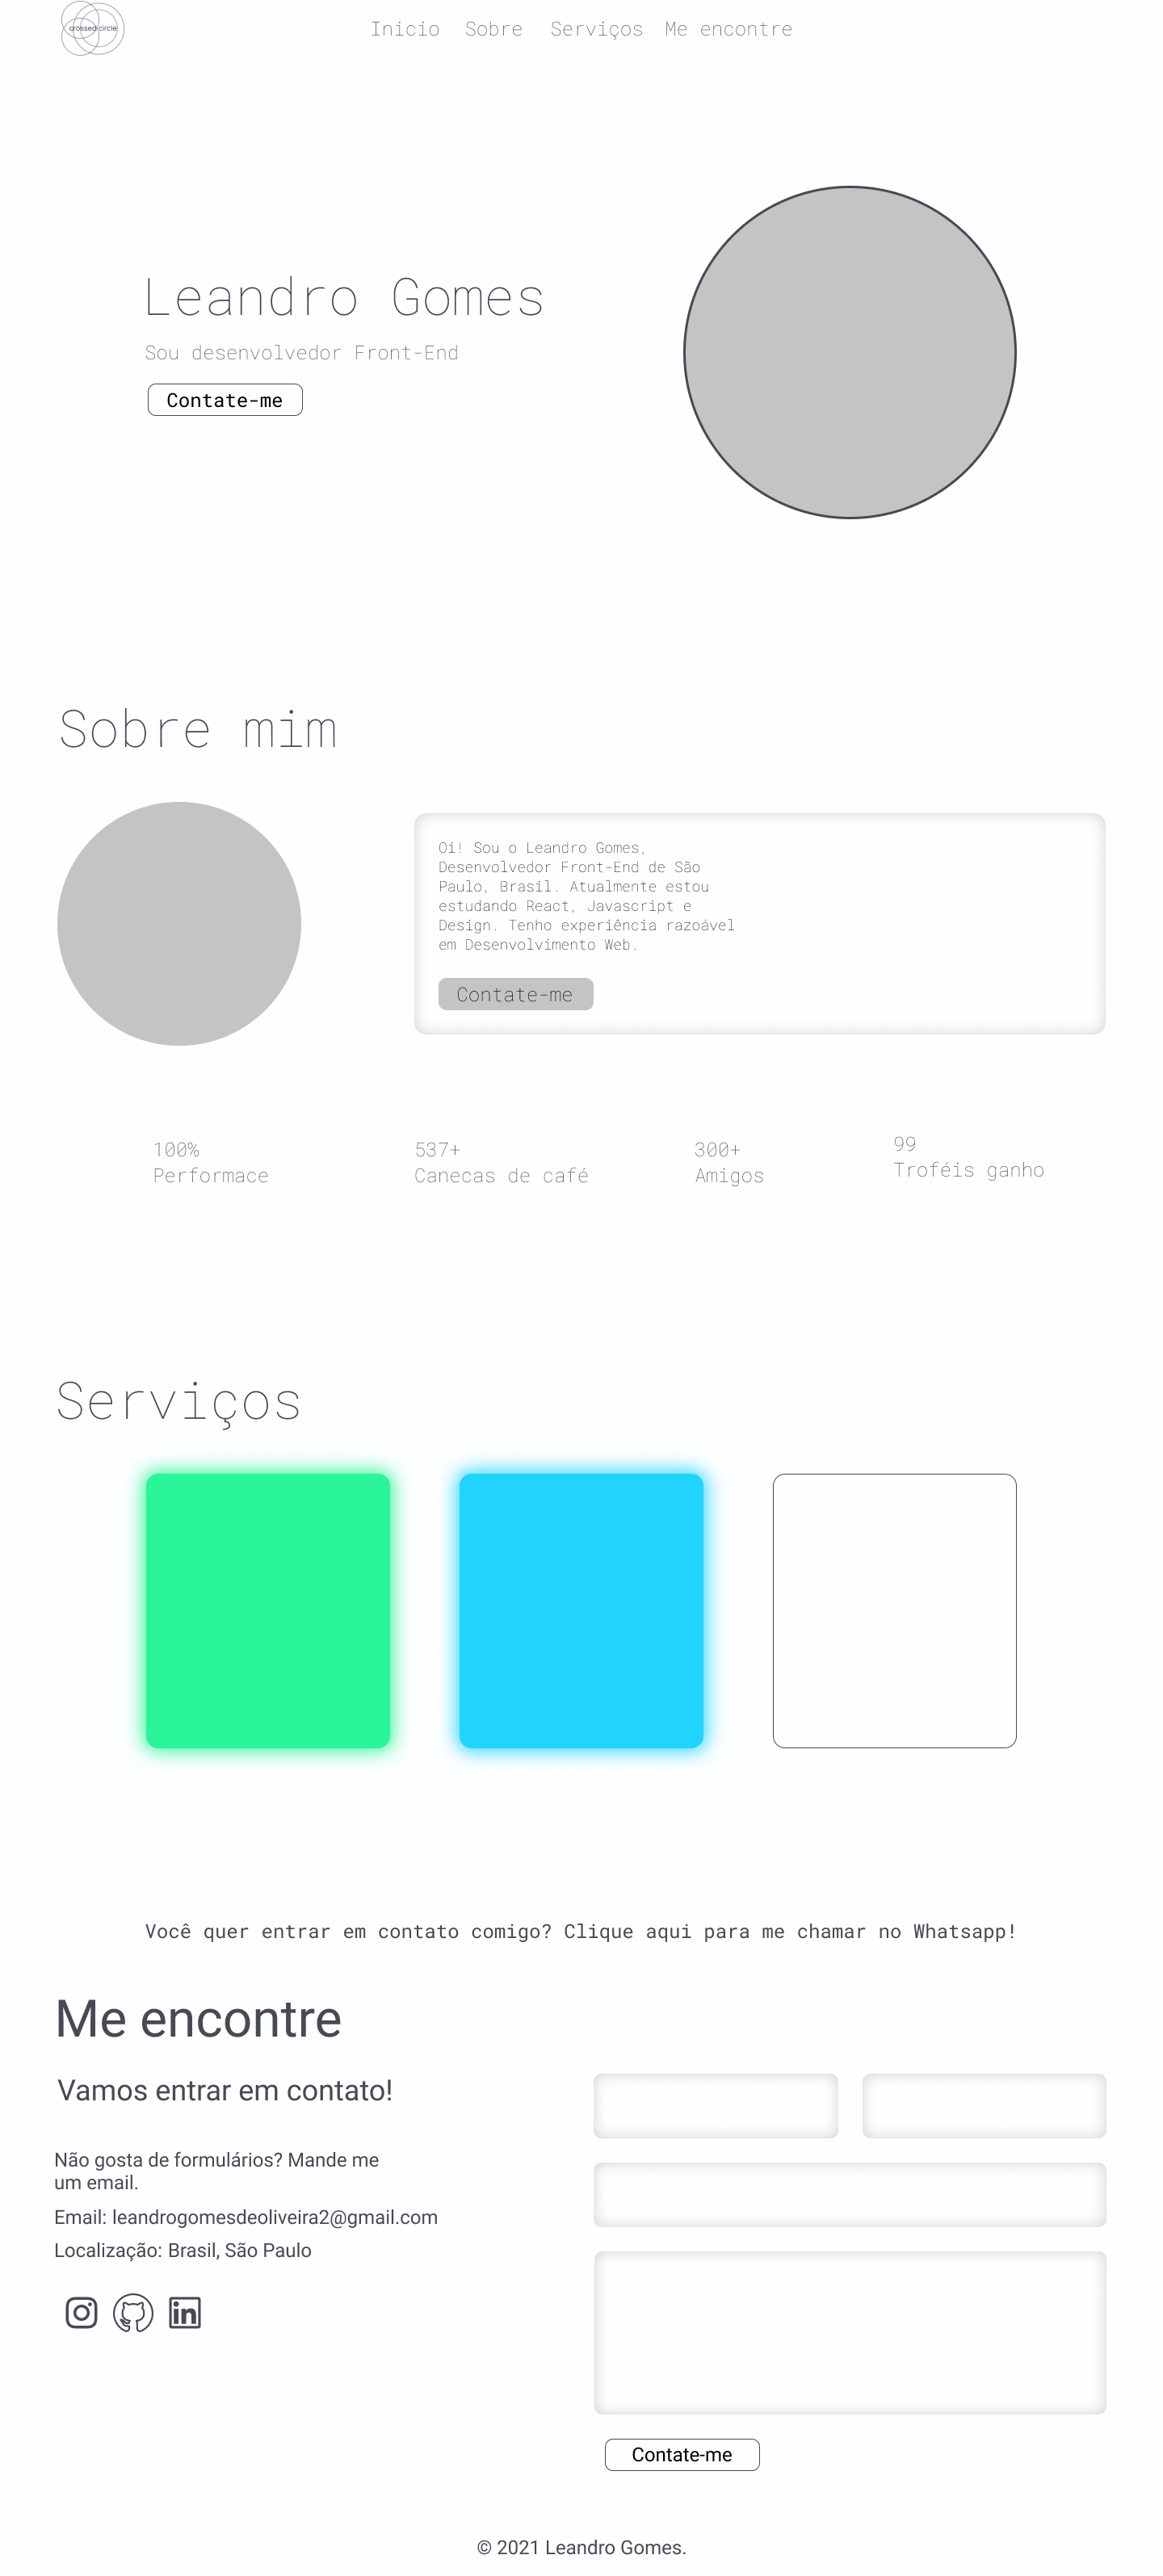 crossed circle
Inicio Sobre Serviços Me encontre
Leandro Gomes
Sou desenvolvedor Front-End
Contate-me
Sobre mim
Oi! Sou o Leandro Gomes,
Desenvolvedor Front-End de São
Paulo, Brasil. Atualmente estou
estudando React, Javascript e
Design. Tenho experiência razoável
em Desenvolvimento Web.
Contate-me
100%
Performace
537+
Canecas de café
300+
Amigos
99
Troféis ganho
Serviços
Você quer entrar em contato comigo? Clique aqui para me chamar no Whatsapp!
Me encontre
Vamos entrar em contato!
Não gosta de formulários? Mande me
um email.
Email: leandrogomesdeoliveira2@gmail.com
Localização: Brasil, São Paulo
in
Contate-me
© 2021 Leandro Gomes.